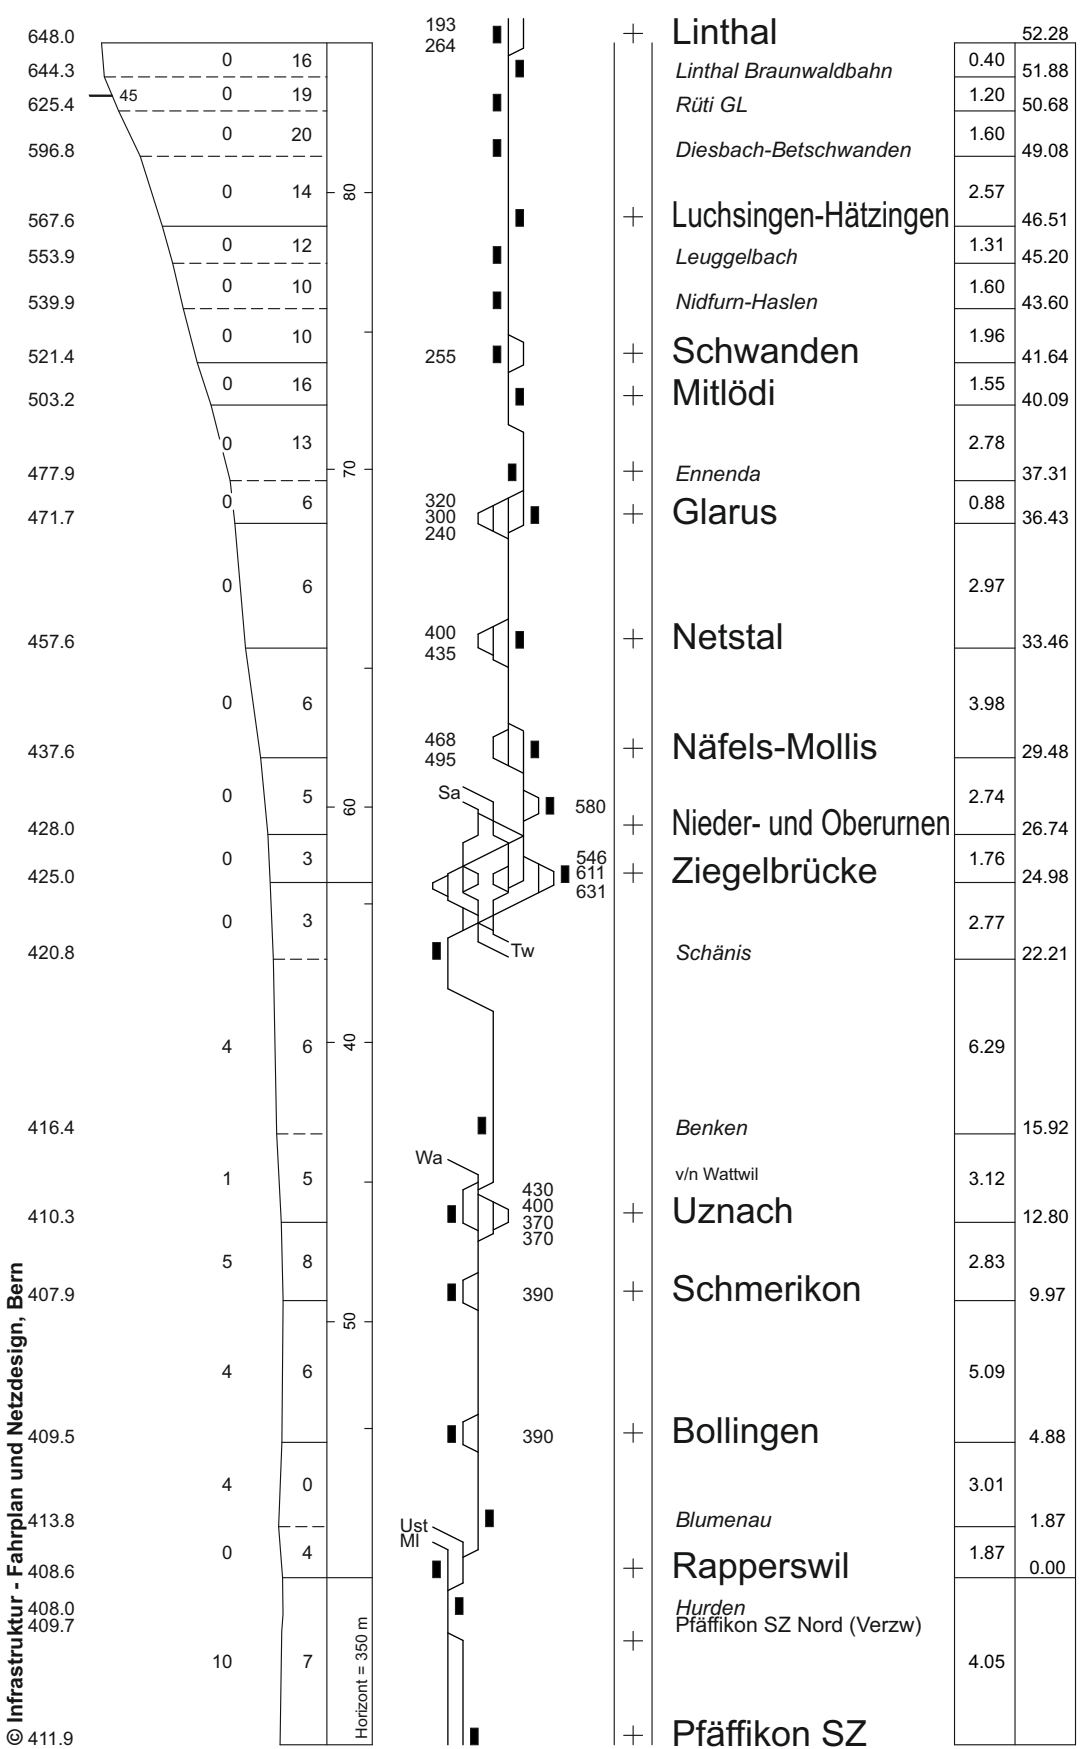 648.0 193 Linthal 52.28
264
0 16 0.40
644.3 Linthal Braunwaldbahn 51.88
45 0 19 1.20
625.4 Rüti GL 50.68
0 20 1.60
596.8 Diesbach-Betschwanden 49.08
0 14 80 2.57
567.6 Luchsingen-Hätzingen 46.51
0 12 1.31
553.9 Leuggelbach 45.20
0 10 1.60
539.9 Nidfurn-Haslen 43.60
0 10 1.96
521.4 255 Schwanden 41.64
0 16 1.55
503.2 Mitlödi 40.09
0 13 2.78
477.9 70 Ennenda 37.31
0 6 320 0.88
471.7 300 Glarus 36.43
240
0 6 2.97
457.6 400 Netstal 33.46
435
0 6 3.98
437.6 468 Näfels-Mollis 29.48
495
0 5 60 Sa 580 2.74
428.0 Nieder- und Oberurnen 26.74
0 3 546 1.76
425.0 611 Ziegelbrücke 24.98
631
0 3 2.77
420.8 Tw Schänis 22.21
4 6 40 6.29
416.4 Benken 15.92
Wa
1 5 v/n Wattwil 3.12
430
400
410.3 370 Uznach 12.80
370
5 8 2.83
407.9 390 Schmerikon 9.97
50
4 6 5.09
409.5 390 Bollingen 4.88
4 0 3.01
413.8 Ust Blumenau 1.87
Ml
0 4 1.87
408.6 Rapperswil 0.00
408.0 Hurden
409.7 Pfäffikon SZ Nord (Verzw)
10 7 Horizont = 350 m 4.05
411.9 Pfäffikon SZ
© Infrastruktur - Fahrplan und Netzdesign, Bern